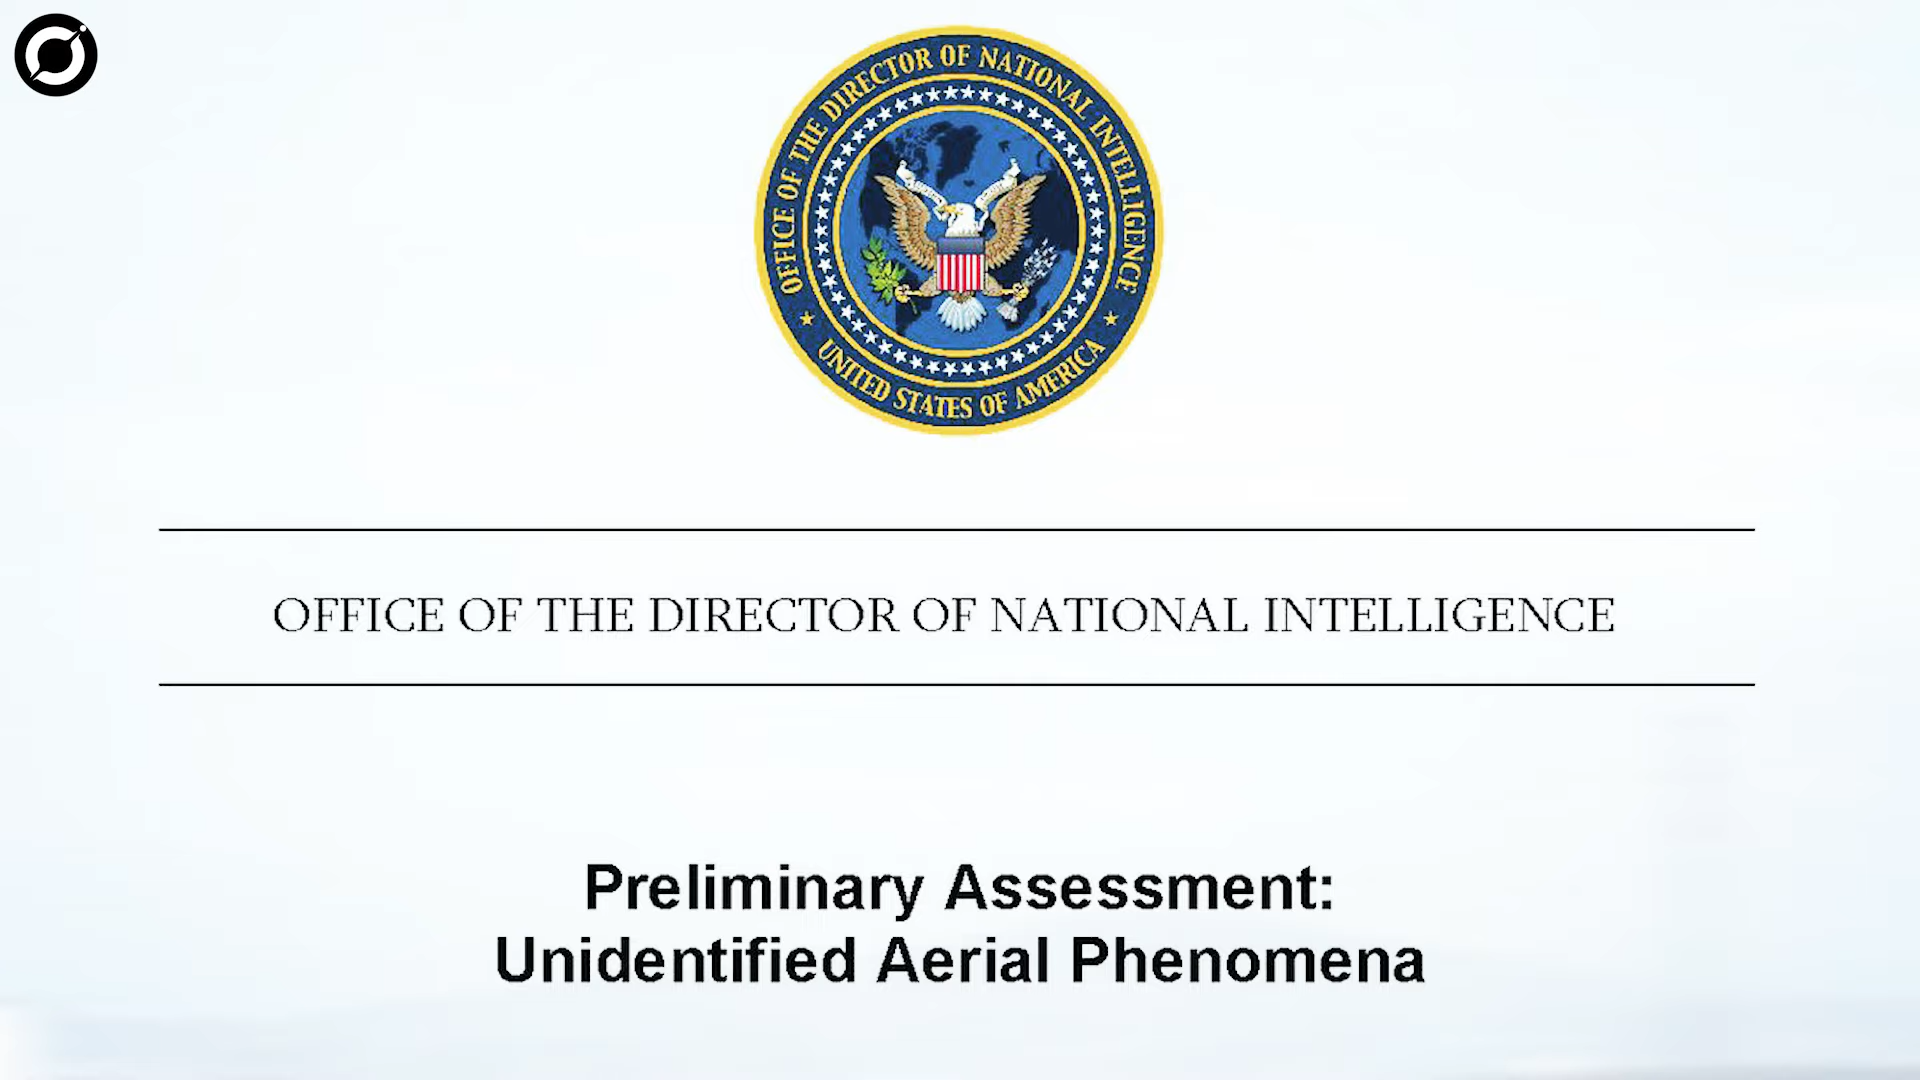 OFFICE OF THE DIRECTOR OF NATIONAL INTELLIGENCE
UNITED STATES OF AMERICA
OFFICE OF THE DIRECTOR OF NATIONAL INTELLIGENCE
Preliminary Assessment:
Unidentified Aerial Phenomena